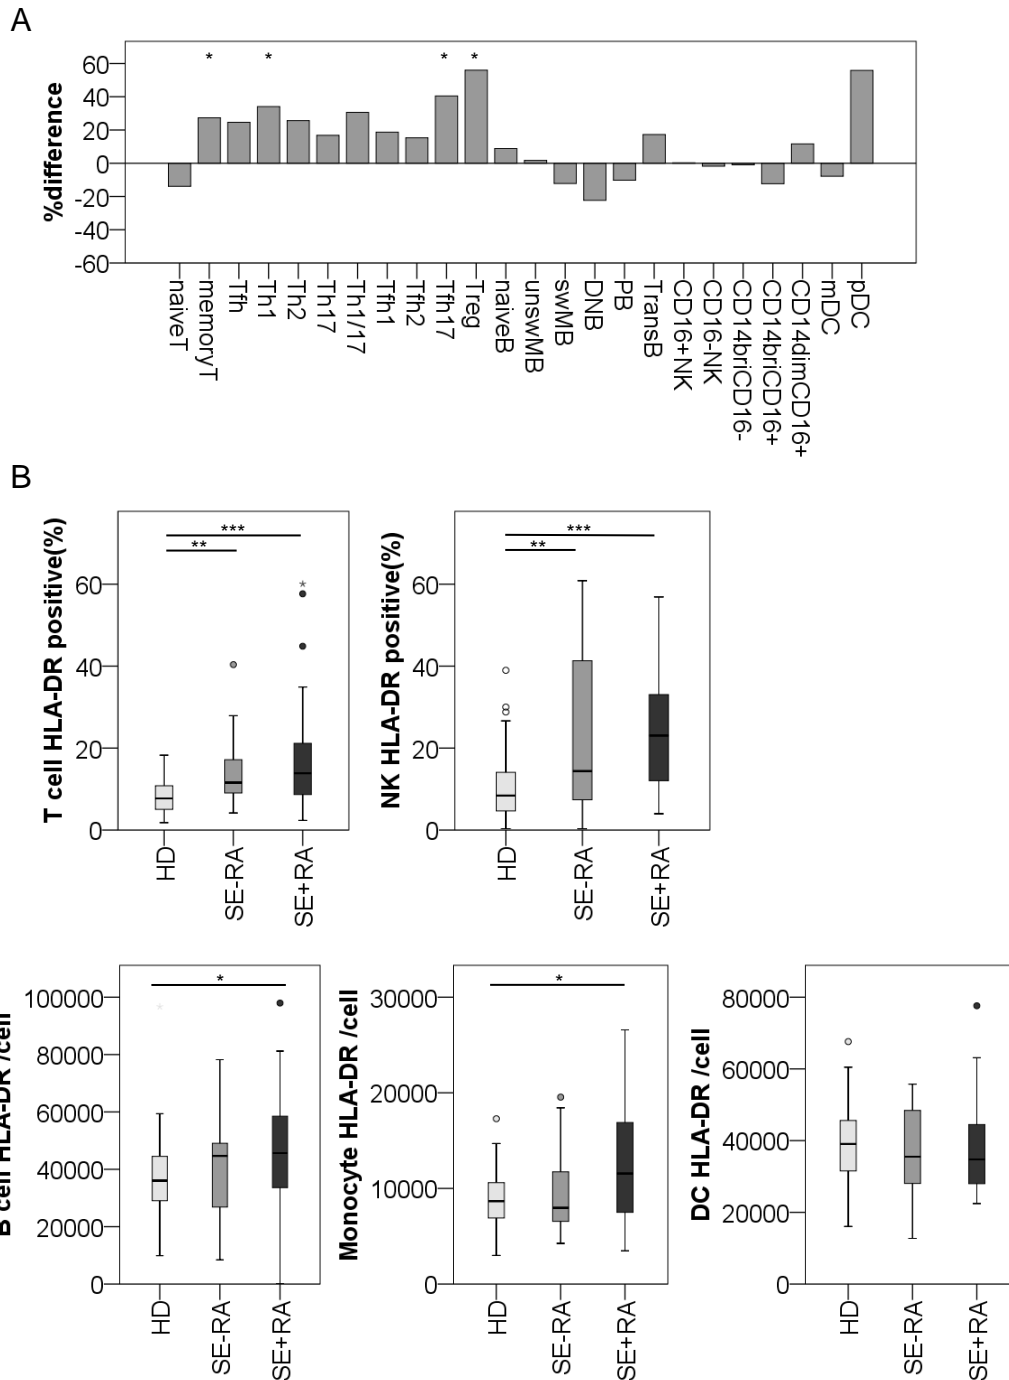 A
%difference
60
40
20
0
-20
-40
-60
* * * *
naiveT
memoryT
Tfh
Th1
Th2
Th17
Th1/17
Tfh1
Tfh2
Tfh17
Treg
naiveB
unswMB
swMB
DNB
PB
TransB
CD16+NK
CD16-NK
CD14briCD16-
CD14briCD16+
CD14dimCD16+
mDC
pDC
B
T cell HLA-DR positive(%)
60
40
20
0
***
**
*
HD
SE-RA
SE+RA
NK HLA-DR positive(%)
60
40
20
0
***
**
HD
SE-RA
SE+RA
B cell HLA-DR /cell
100000
80000
60000
40000
20000
0
*
*
HD
SE-RA
SE+RA
Monocyte HLA-DR /cell
30000
20000
10000
0
*
HD
SE-RA
SE+RA
DC HLA-DR /cell
80000
60000
40000
20000
0
HD
SE-RA
SE+RA